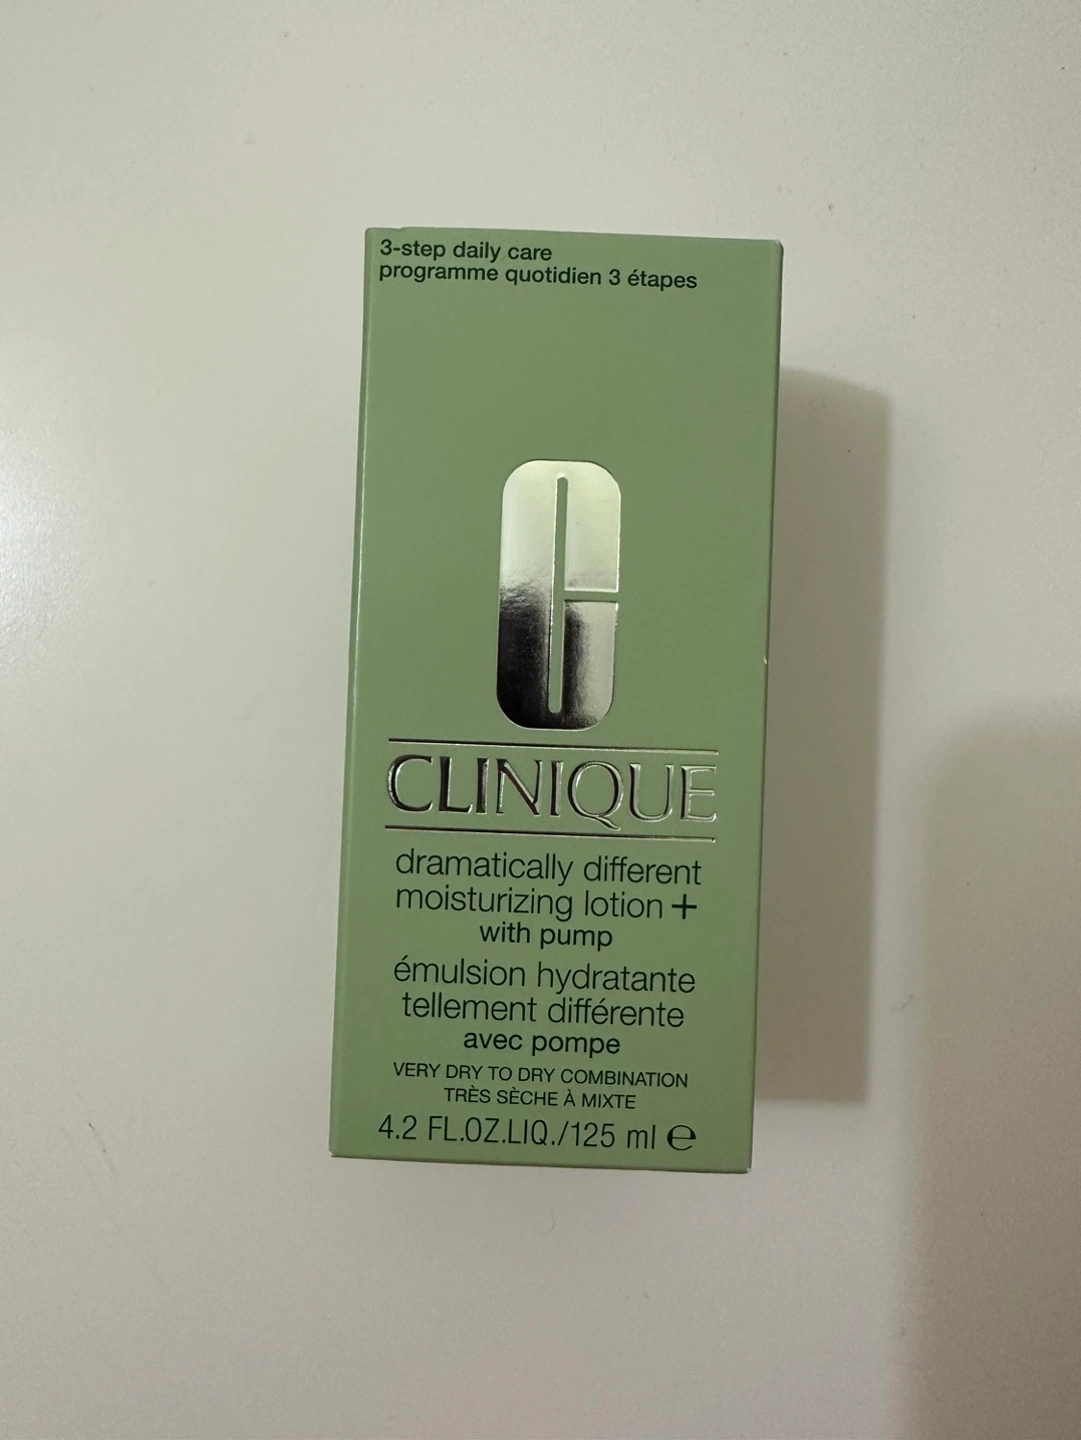 3-step daily care
programme quotidien 3 étapes
CLINIQUE
dramatically different
moisturizing lotion +
with pump
émulsion hydratante
tellement différente
avec pompe
VERY DRY TO DRY COMBINATION
TRÈS SÈCHE À MIXTE
4.2 FL.OZ.LIQ./125 ml ℮